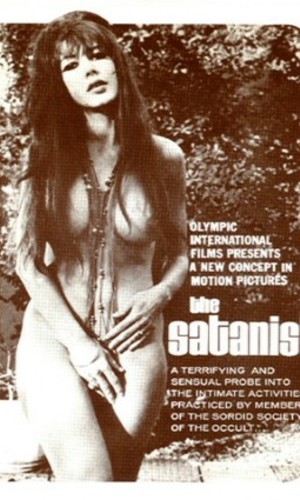 OLYMPIC
INTERNATIONAL
FILMS PRESENTS
A NEW CONCEPT IN
MOTION PICTURES
the
satanis
A TERRIFYING AND
SENSUAL PROBE INTO
THE INTIMATE ACTIVITIE
PRACTICED BY MEMBER
OF THE SORDID SOCIETY
OF THE OCCULT...